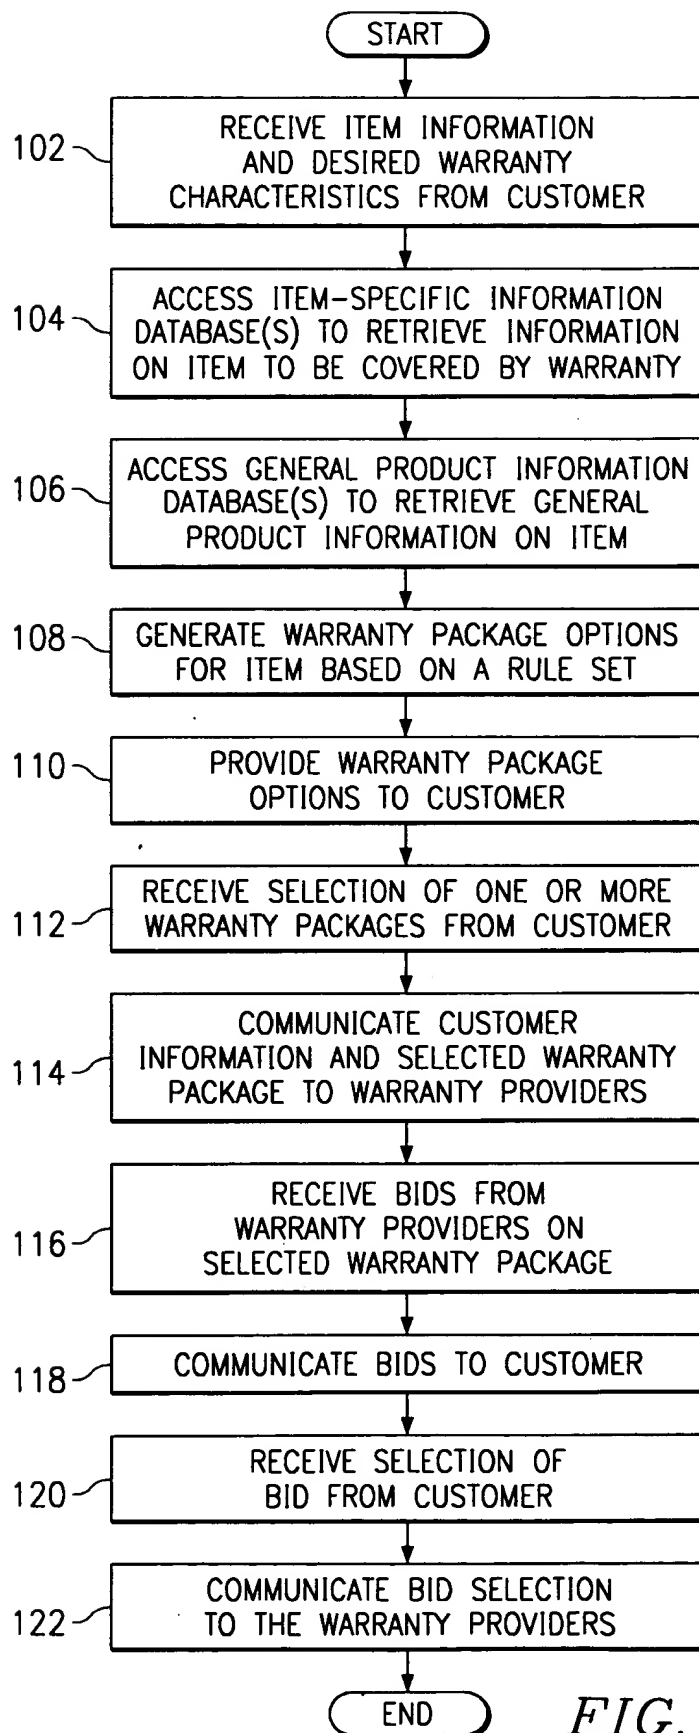 START
102
RECEIVE ITEM INFORMATION
AND DESIRED WARRANTY
CHARACTERISTICS FROM CUSTOMER
104
ACCESS ITEM-SPECIFIC INFORMATION
DATABASE(S) TO RETRIEVE INFORMATION
ON ITEM TO BE COVERED BY WARRANTY
106
ACCESS GENERAL PRODUCT INFORMATION
DATABASE(S) TO RETRIEVE GENERAL
PRODUCT INFORMATION ON ITEM
108
GENERATE WARRANTY PACKAGE OPTIONS
FOR ITEM BASED ON A RULE SET
110
PROVIDE WARRANTY PACKAGE
OPTIONS TO CUSTOMER
112
RECEIVE SELECTION OF ONE OR MORE
WARRANTY PACKAGES FROM CUSTOMER
114
COMMUNICATE CUSTOMER
INFORMATION AND SELECTED WARRANTY
PACKAGE TO WARRANTY PROVIDERS
116
RECEIVE BIDS FROM
WARRANTY PROVIDERS ON
SELECTED WARRANTY PACKAGE
118
COMMUNICATE BIDS TO CUSTOMER
120
RECEIVE SELECTION OF
BID FROM CUSTOMER
122
COMMUNICATE BID SELECTION
TO THE WARRANTY PROVIDERS
END
FIG.